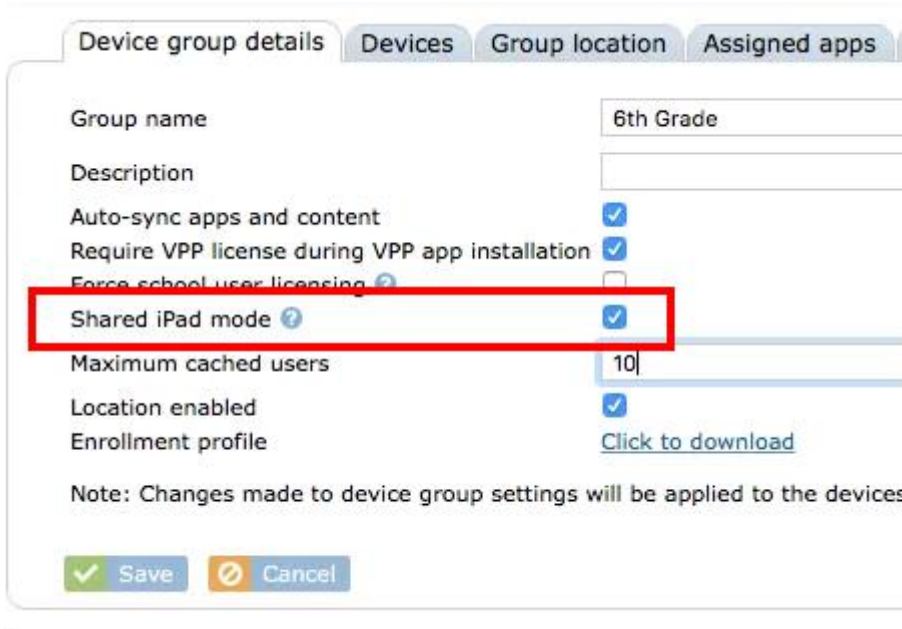 Device group details Devices Group location Assigned apps
Group name 6th Grade
Description
Auto-sync apps and content
Require VPP license during VPP app installation
Force school user licensing ?
Shared iPad mode ?
Maximum cached users 10
Location enabled
Enrollment profile Click to download
Note: Changes made to device group settings will be applied to the devices
Save Cancel